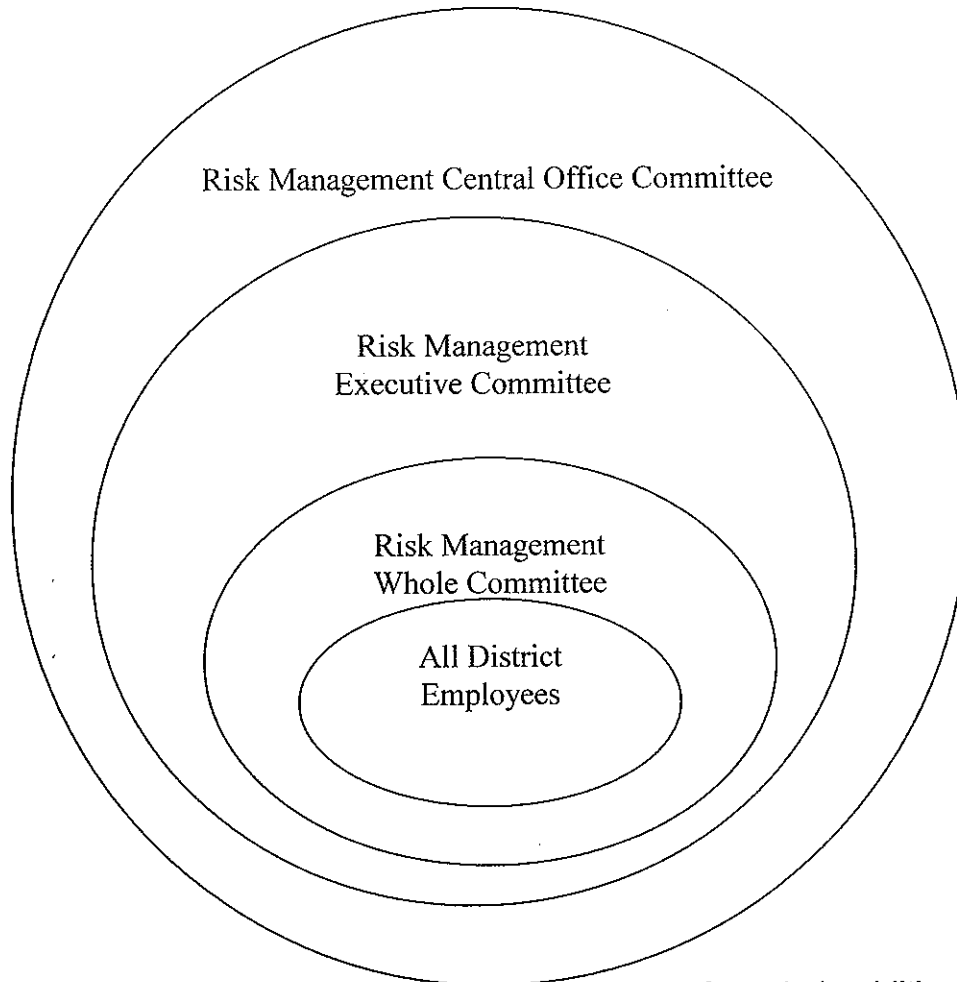 Risk Management Central Office Committee
Risk Management
Executive Committee
Risk Management
Whole Committee
All District
Employees